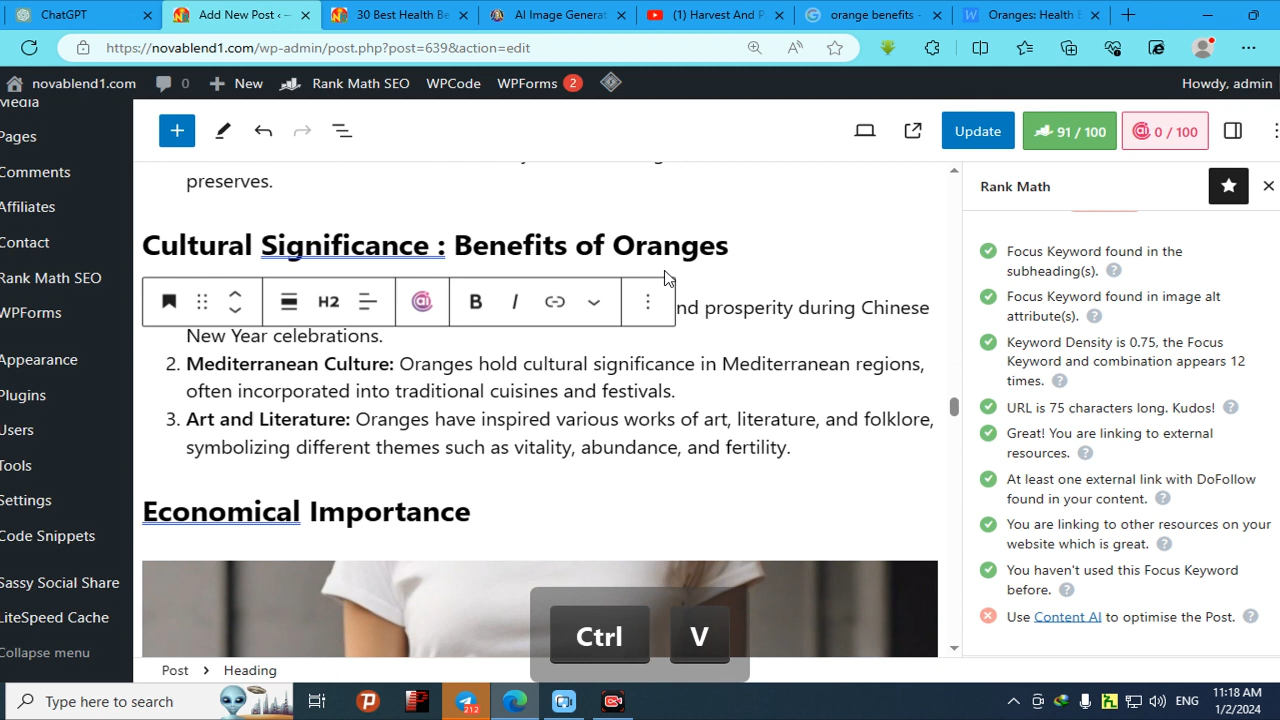 ChatGPT
Add New Post ‹ —
30 Best Health Be
AI Image Generat
(1) Harvest And P
orange benefits -
Oranges: Health B
https://novablend1.com/wp-admin/post.php?post=639&action=edit
novablend1.com
0
New
Rank Math SEO
WPCode
WPForms
2
Howdy, admin
Media
Pages
Comments
Affiliates
Contact
Rank Math SEO
WPForms
Appearance
Plugins
Users
Tools
Settings
Code Snippets
Sassy Social Share
LiteSpeed Cache
Collapse menu
Update
91 / 100
0 / 100
preserves.
Cultural Significance : Benefits of Oranges
H2
B
I
nd prosperity during Chinese
New Year celebrations.
2. Mediterranean Culture: Oranges hold cultural significance in Mediterranean regions,
often incorporated into traditional cuisines and festivals.
3. Art and Literature: Oranges have inspired various works of art, literature, and folklore,
symbolizing different themes such as vitality, abundance, and fertility.
Economical Importance
Ctrl
V
Post
Heading
Rank Math
Focus Keyword found in the
subheading(s).
Focus Keyword found in image alt
attribute(s).
Keyword Density is 0.75, the Focus
Keyword and combination appears 12
times.
URL is 75 characters long. Kudos!
Great! You are linking to external
resources.
At least one external link with DoFollow
found in your content.
You are linking to other resources on your
website which is great.
You haven't used this Focus Keyword
before.
Use Content AI to optimise the Post.
Type here to search
212
ENG
11:18 AM
1/2/2024